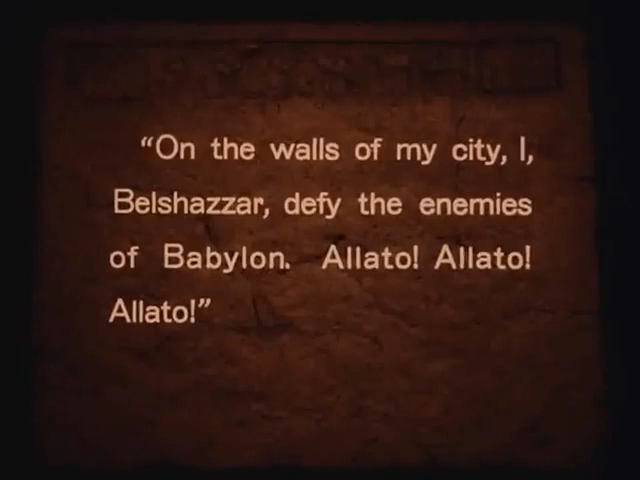 “On the walls of my city, I,
Belshazzar, defy the enemies
of Babylon. Allato! Allato!
Allato!”